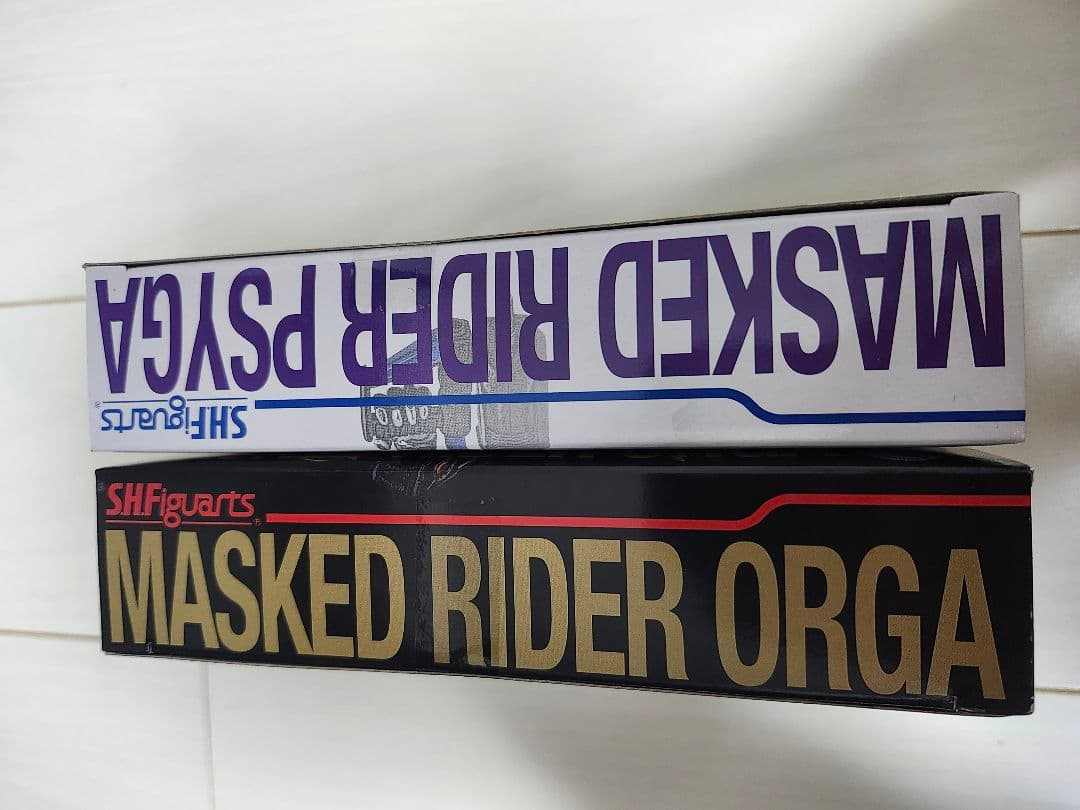 MASKED RIDER PSYGA
S.H.Figuarts®
S.H.Figuarts®
MASKED RIDER ORGA